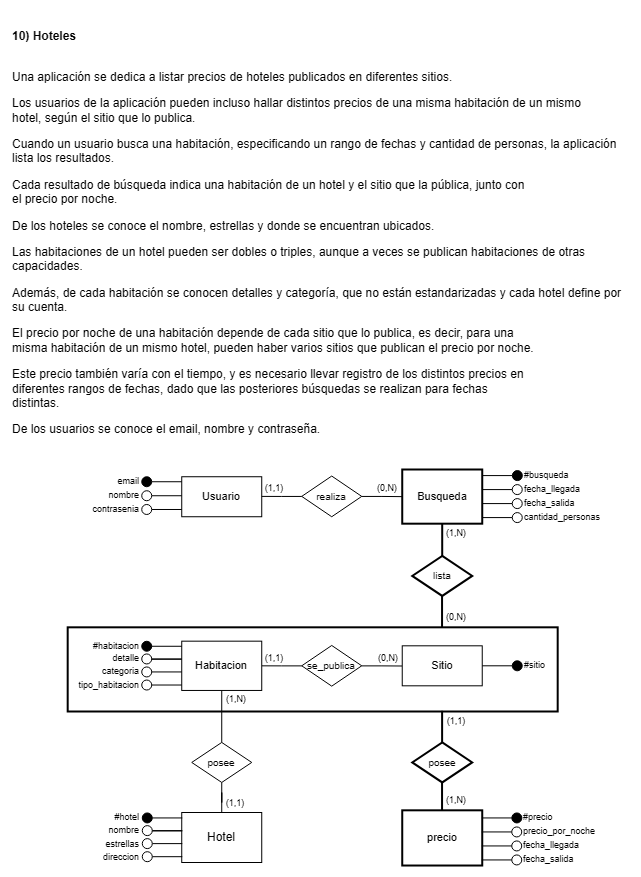 10) Hoteles
Una aplicación se dedica a listar precios de hoteles publicados en diferentes sitios.
Los usuarios de la aplicación pueden incluso hallar distintos precios de una misma habitación de un mismo
hotel, según el sitio que lo publica.
Cuando un usuario busca una habitación, especificando un rango de fechas y cantidad de personas, la aplicación
lista los resultados.
Cada resultado de búsqueda indica una habitación de un hotel y el sitio que la pública, junto con
el precio por noche.
De los hoteles se conoce el nombre, estrellas y donde se encuentran ubicados.
Las habitaciones de un hotel pueden ser dobles o triples, aunque a veces se publican habitaciones de otras
capacidades.
Además, de cada habitación se conocen detalles y categoría, que no están estandarizadas y cada hotel define por
su cuenta.
El precio por noche de una habitación depende de cada sitio que lo publica, es decir, para una
misma habitación de un mismo hotel, pueden haber varios sitios que publican el precio por noche.
Este precio también varía con el tiempo, y es necesario llevar registro de los distintos precios en
diferentes rangos de fechas, dado que las posteriores búsquedas se realizan para fechas
distintas.
De los usuarios se conoce el email, nombre y contraseña.
email
nombre
contrasenia
Usuario
(1,1)
realiza
(0,N)
Busqueda
#busqueda
fecha_llegada
fecha_salida
cantidad_personas
(1,N)
lista
(0,N)
#habitacion
detalle
categoria
tipo_habitacion
Habitacion
(1,1)
se_publica
(0,N)
Sitio
#sitio
(1,N)
(1,1)
posee
posee
(1,1)
(1,N)
#hotel
nombre
estrellas
direccion
Hotel
precio
#precio
precio_por_noche
fecha_llegada
fecha_salida